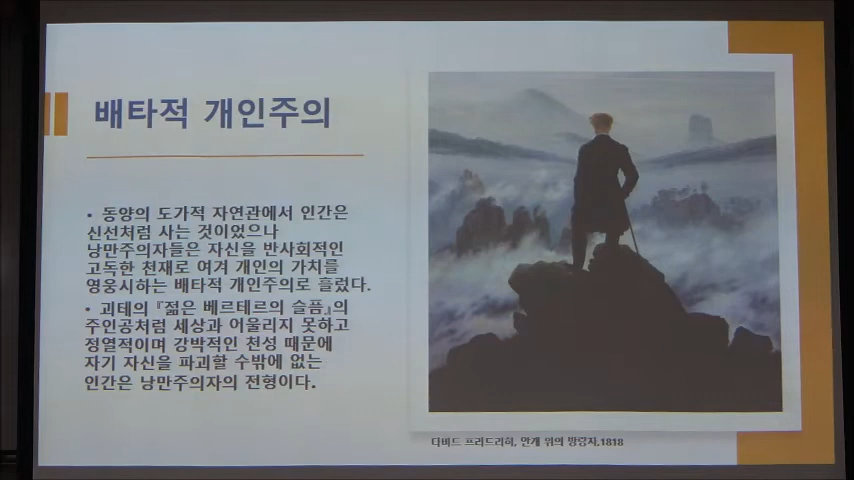 배타적 개인주의
• 동양의 도가적 자연관에서 인간은
신선처럼 사는 것이었으나
낭만주의자들은 자신을 반사회적인
고독한 천재로 여겨 개인의 가치를
영웅시하는 배타적 개인주의로 흘렀다.
• 괴테의 『젊은 베르테르의 슬픔』의
주인공처럼 세상과 어울리지 못하고
정열적이며 강박적인 천성 때문에
자기 자신을 파괴할 수밖에 없는
인간은 낭만주의자의 전형이다.
다비드 프리드리히, 안개 위의 방랑자,1818